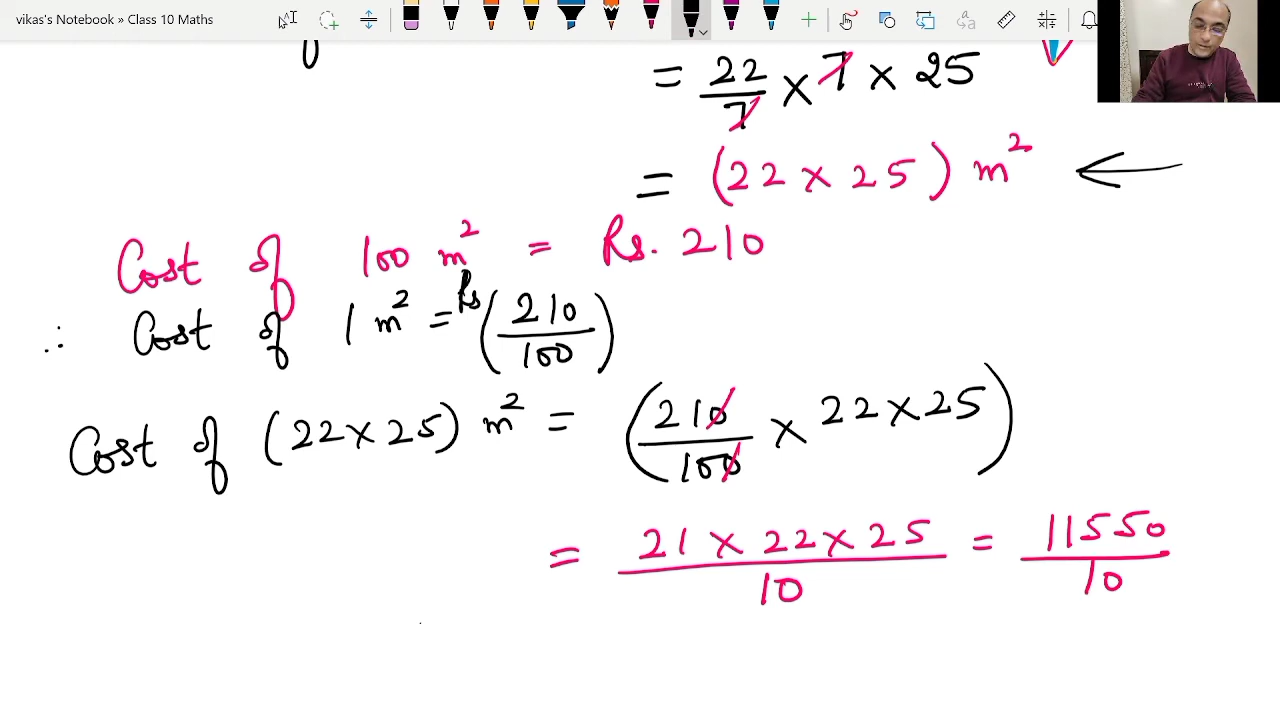 vikas's Notebook » Class 10 Maths
= 22/7 × 7 × 25
= (22 × 25) m²
Cost of 100 m² = Rs. 210
∴ Cost of 1 m² = Rs (210/100)
Cost of (22×25) m² = (210/100 × 22×25)
= 21 × 22 × 25/10 = 11550/10